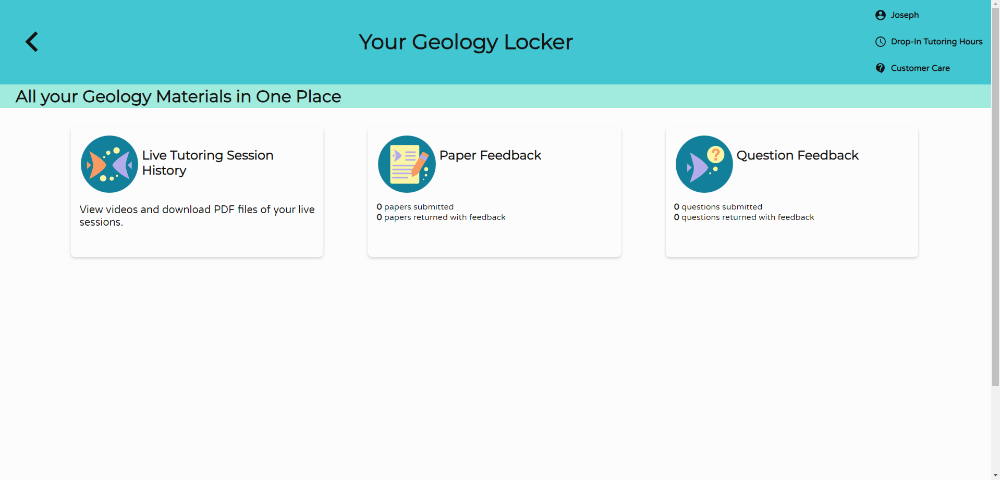 Joseph
Your Geology Locker
Drop-In Tutoring Hours
Customer Care
All your Geology Materials in One Place
Live Tutoring Session
History
View videos and download PDF files of your live
sessions.
Paper Feedback
0 papers submitted
0 papers returned with feedback
?
Question Feedback
0 questions submitted
0 questions returned with feedback